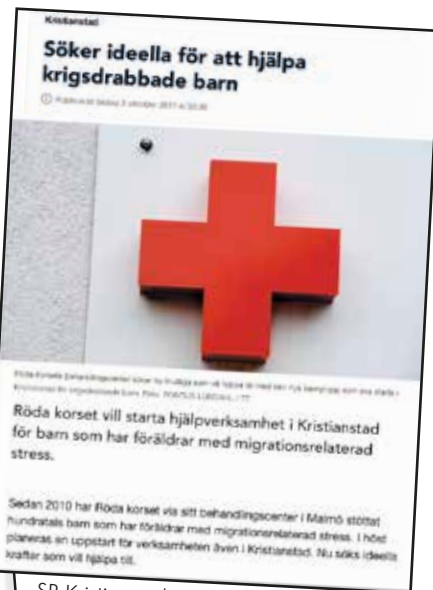 Kristianstad
Söker ideella för att hjälpa
krigsdrabbade barn
Röda korset vill starta hjälpverksamhet i Kristianstad
för barn som har föräldrar med migrationsrelaterad
stress.
Sedan 2010 har Röda korset via sitt behandlingscenter i Malmö stöttat
hundratals barn som har föräldrar med migrationsrelaterad stress. I höst
planeras en uppstart för verksamheten även i Kristianstad. Nu söks ideella
krafter som vill hjälpa till.